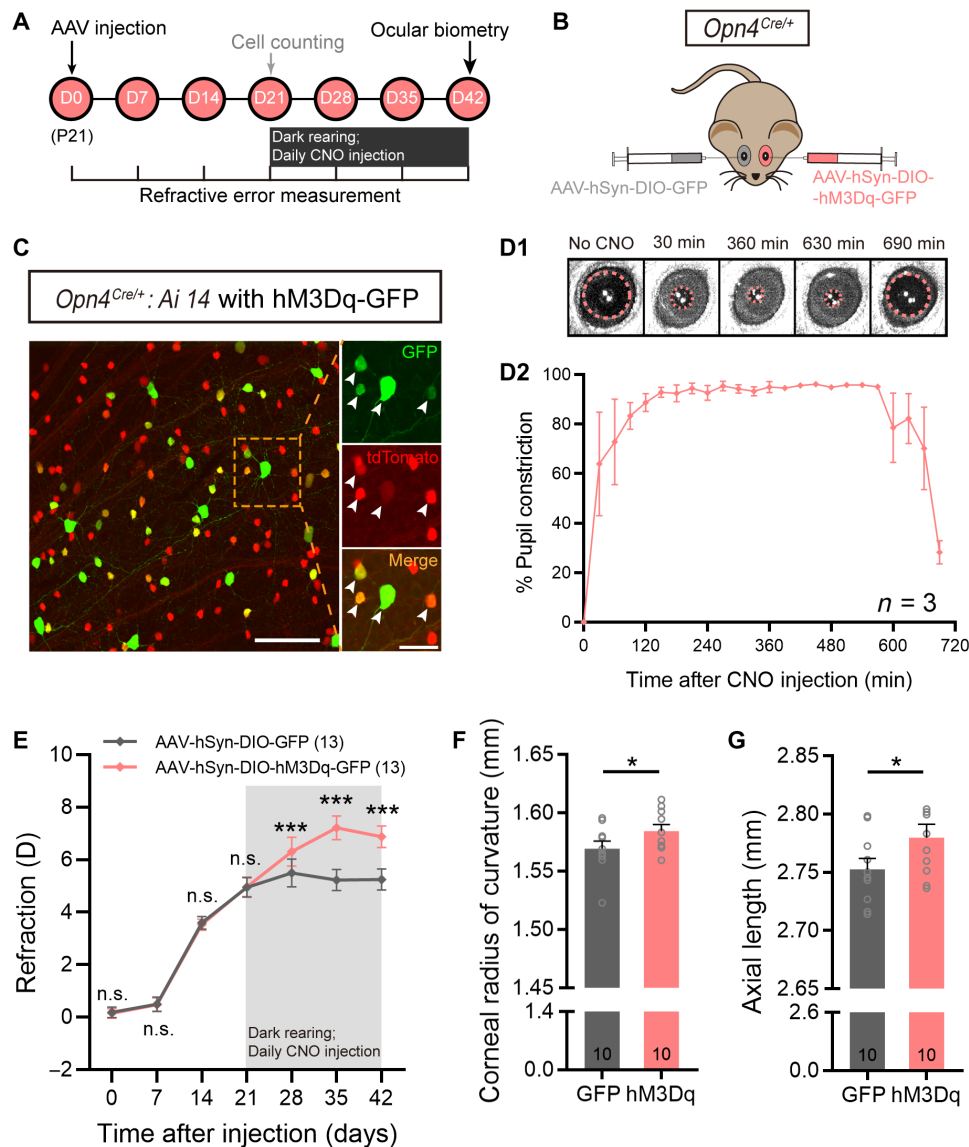 A
AAV injection
Cell counting
Ocular biometry
D0
D7
D14
D21
D28
D35
D42
(P21)
Dark rearing;
Daily CNO injection
Refractive error measurement
B
Opn4Cre/+
AAV-hSyn-DIO-GFP
AAV-hSyn-DIO-
-hM3Dq-GFP
C
Opn4Cre/+: Ai 14 with hM3Dq-GFP
GFP
tdTomato
Merge
D1
No CNO
30 min
360 min
630 min
690 min
D2
% Pupil constriction
100
80
60
40
20
0
n = 3
0
120
240
360
480
600
720
Time after CNO injection (min)
E
AAV-hSyn-DIO-GFP (13)
AAV-hSyn-DIO-hM3Dq-GFP (13)
Refraction (D)
10
8
6
4
2
0
–2
n.s.
n.s.
n.s.
n.s.
***
***
***
Dark rearing;
Daily CNO injection
0
7
14
21
28
35
42
Time after injection (days)
F
Corneal radius of curvature (mm)
1.65
1.60
1.55
1.50
1.45
1.4
0.0
*
10
10
GFP
hM3Dq
G
Axial length (mm)
2.85
2.80
2.75
2.70
2.65
2.6
0.0
*
10
10
GFP
hM3Dq